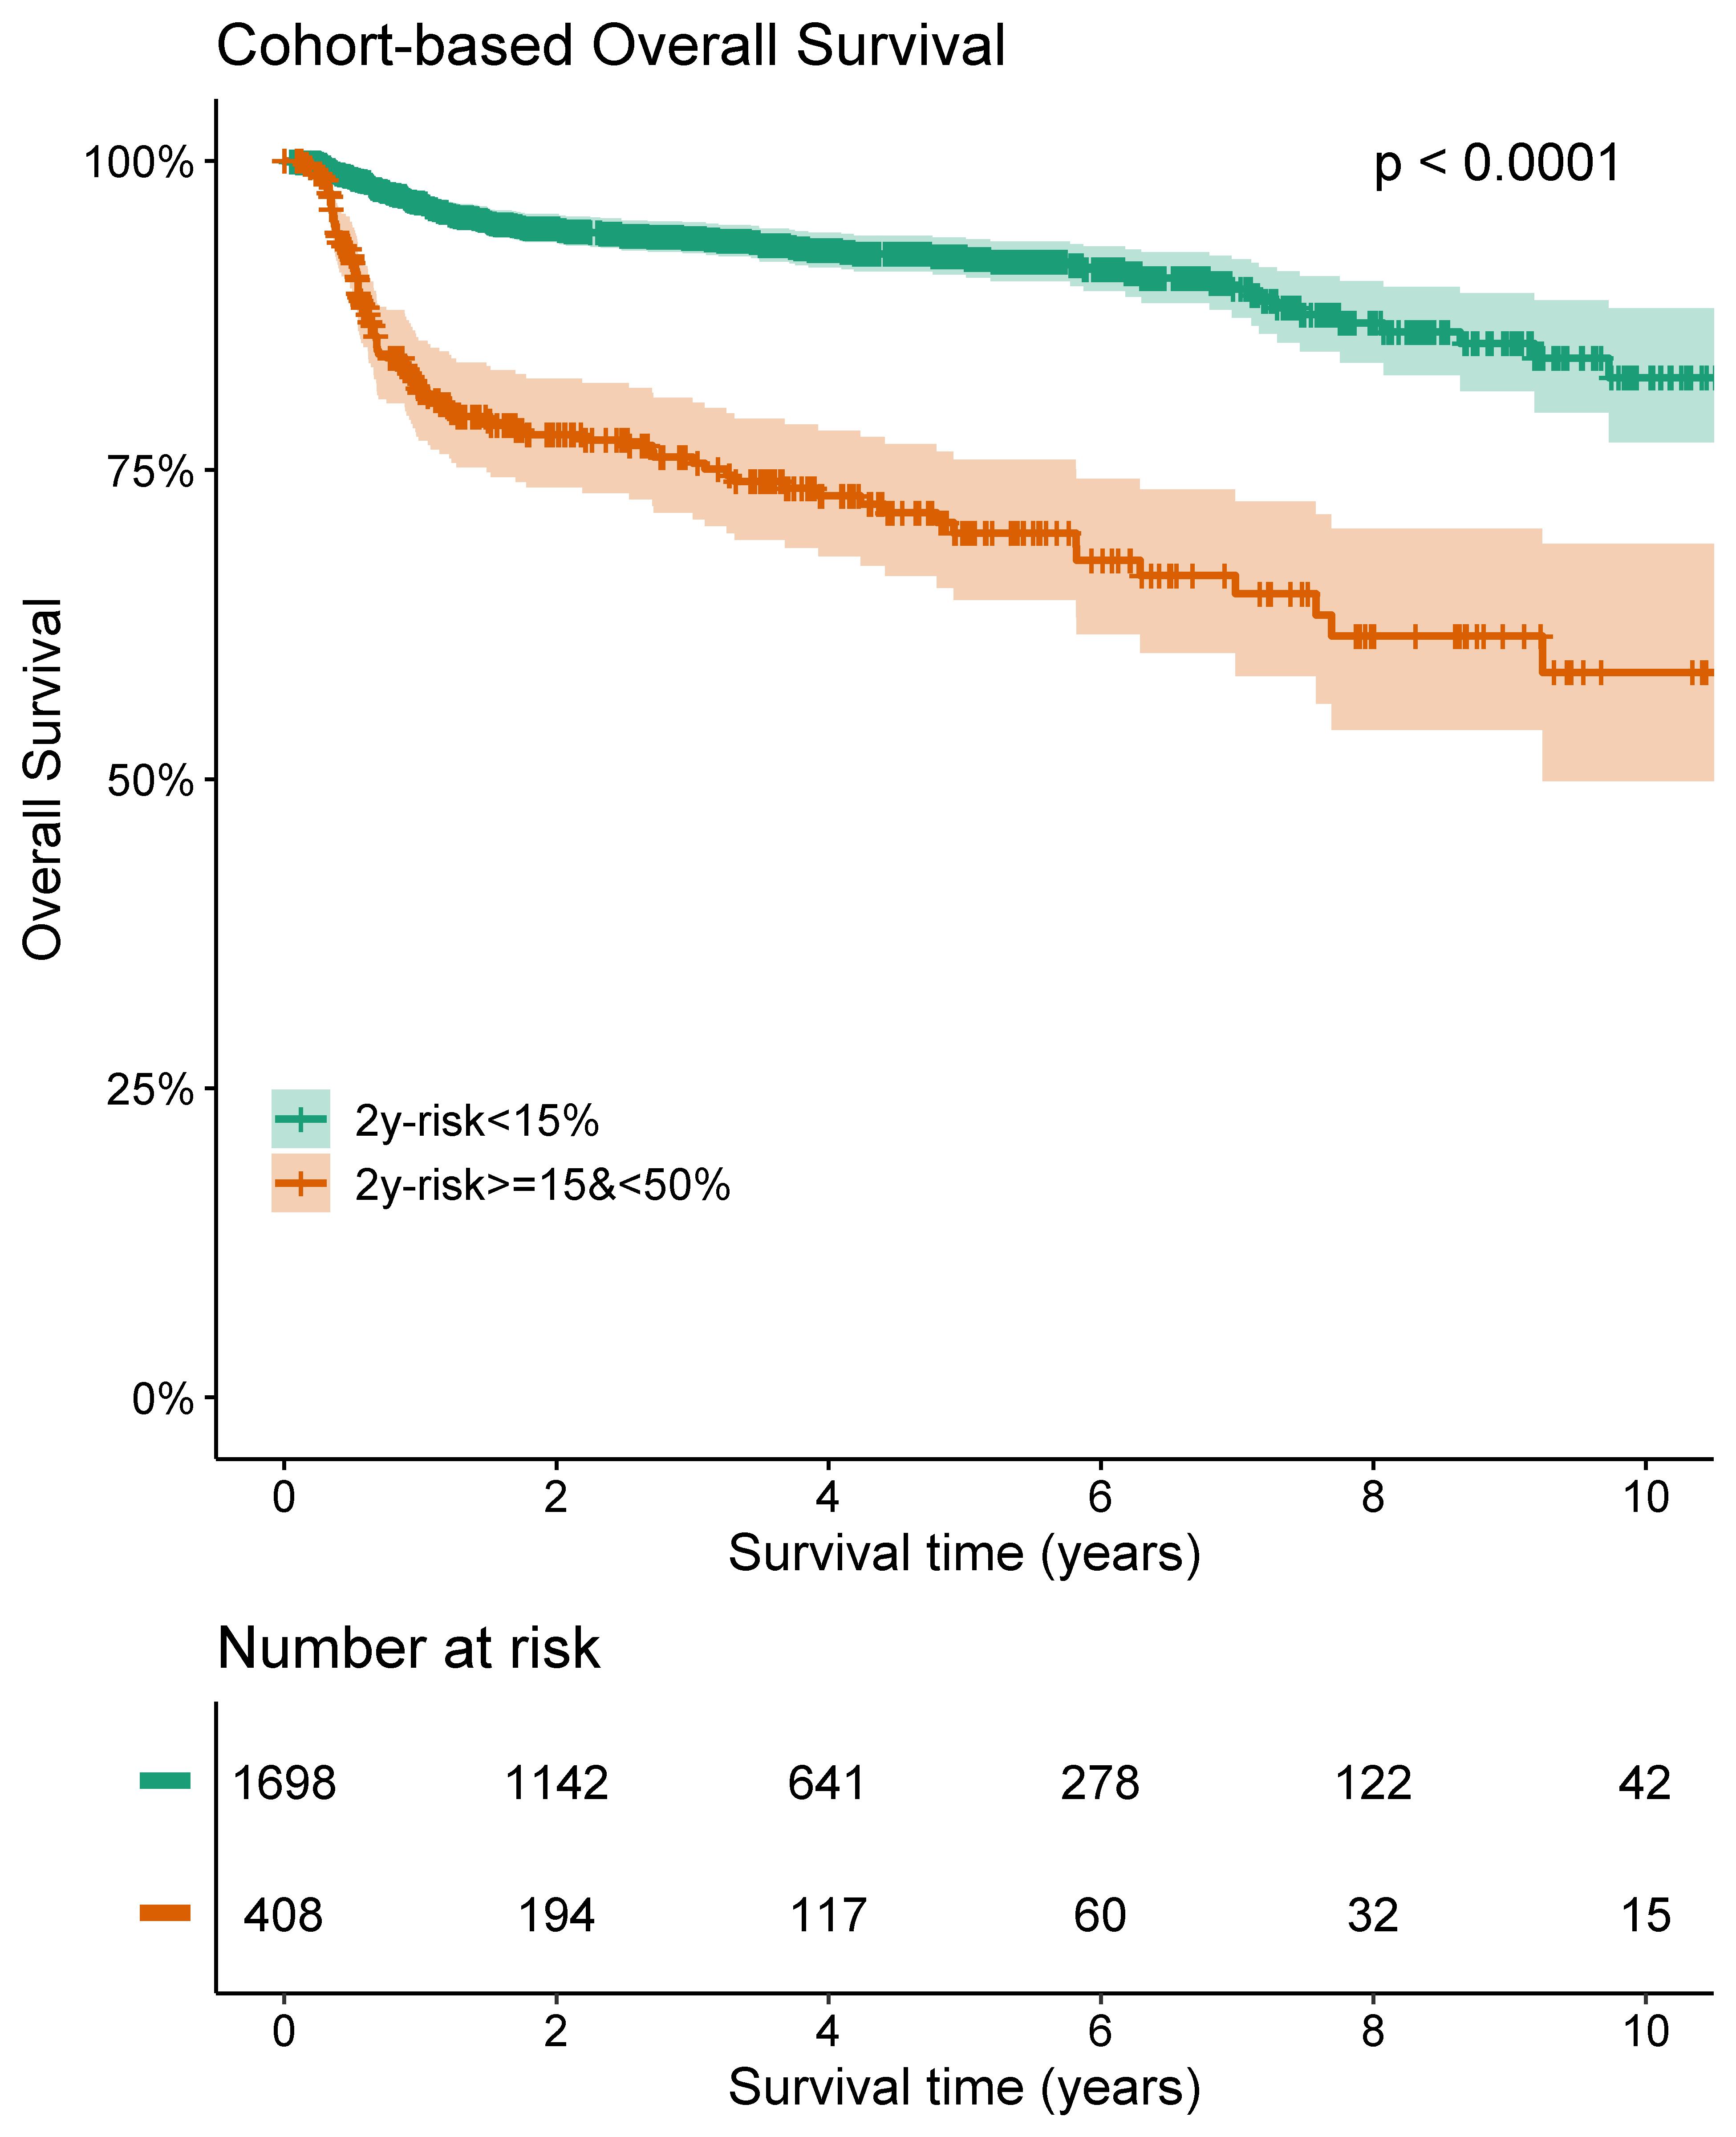 Cohort-based Overall Survival
p < 0.0001
100%
75%
50%
25%
0%
Overall Survival
2y-risk<15%
2y-risk>=15&<50%
0 2 4 6 8 10
Survival time (years)
Number at risk
1698 1142 641 278 122 42
408 194 117 60 32 15
0 2 4 6 8 10
Survival time (years)